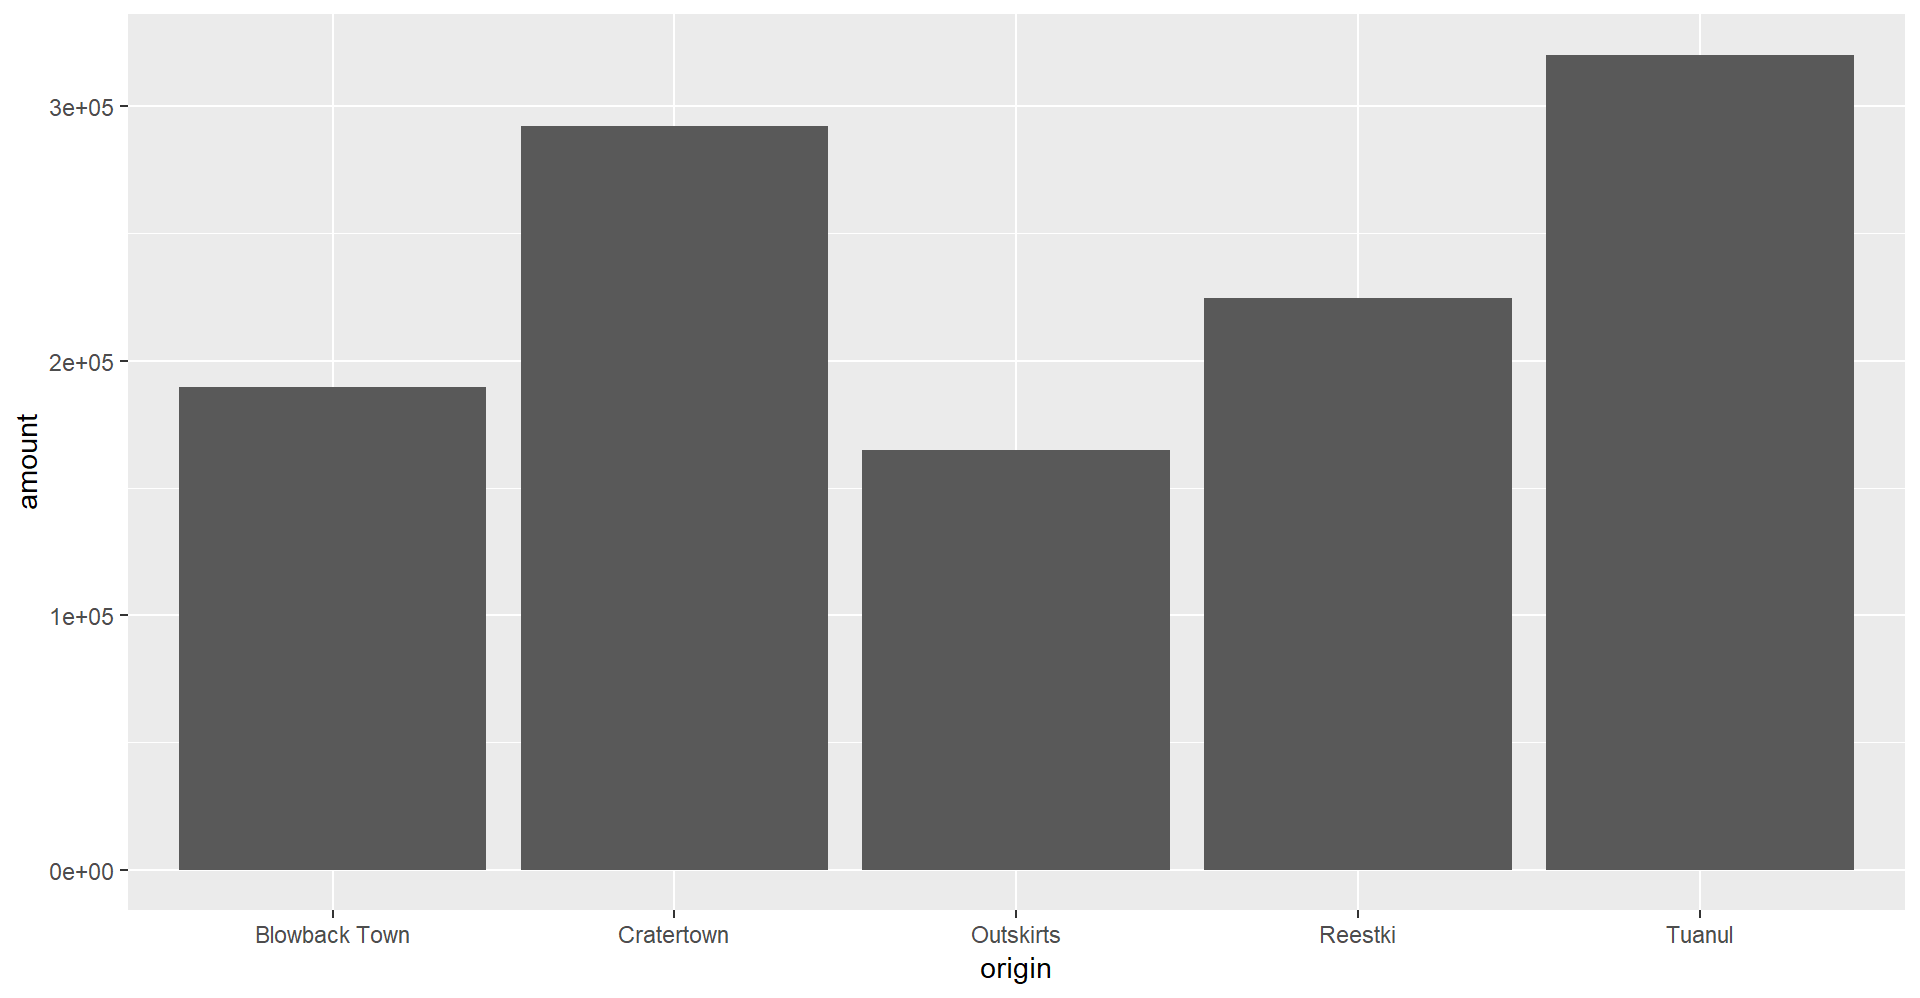 3e+05
2e+05
1e+05
0e+00
amount
Blowback Town
Cratertown
Outskirts
Reestki
Tuanul
origin